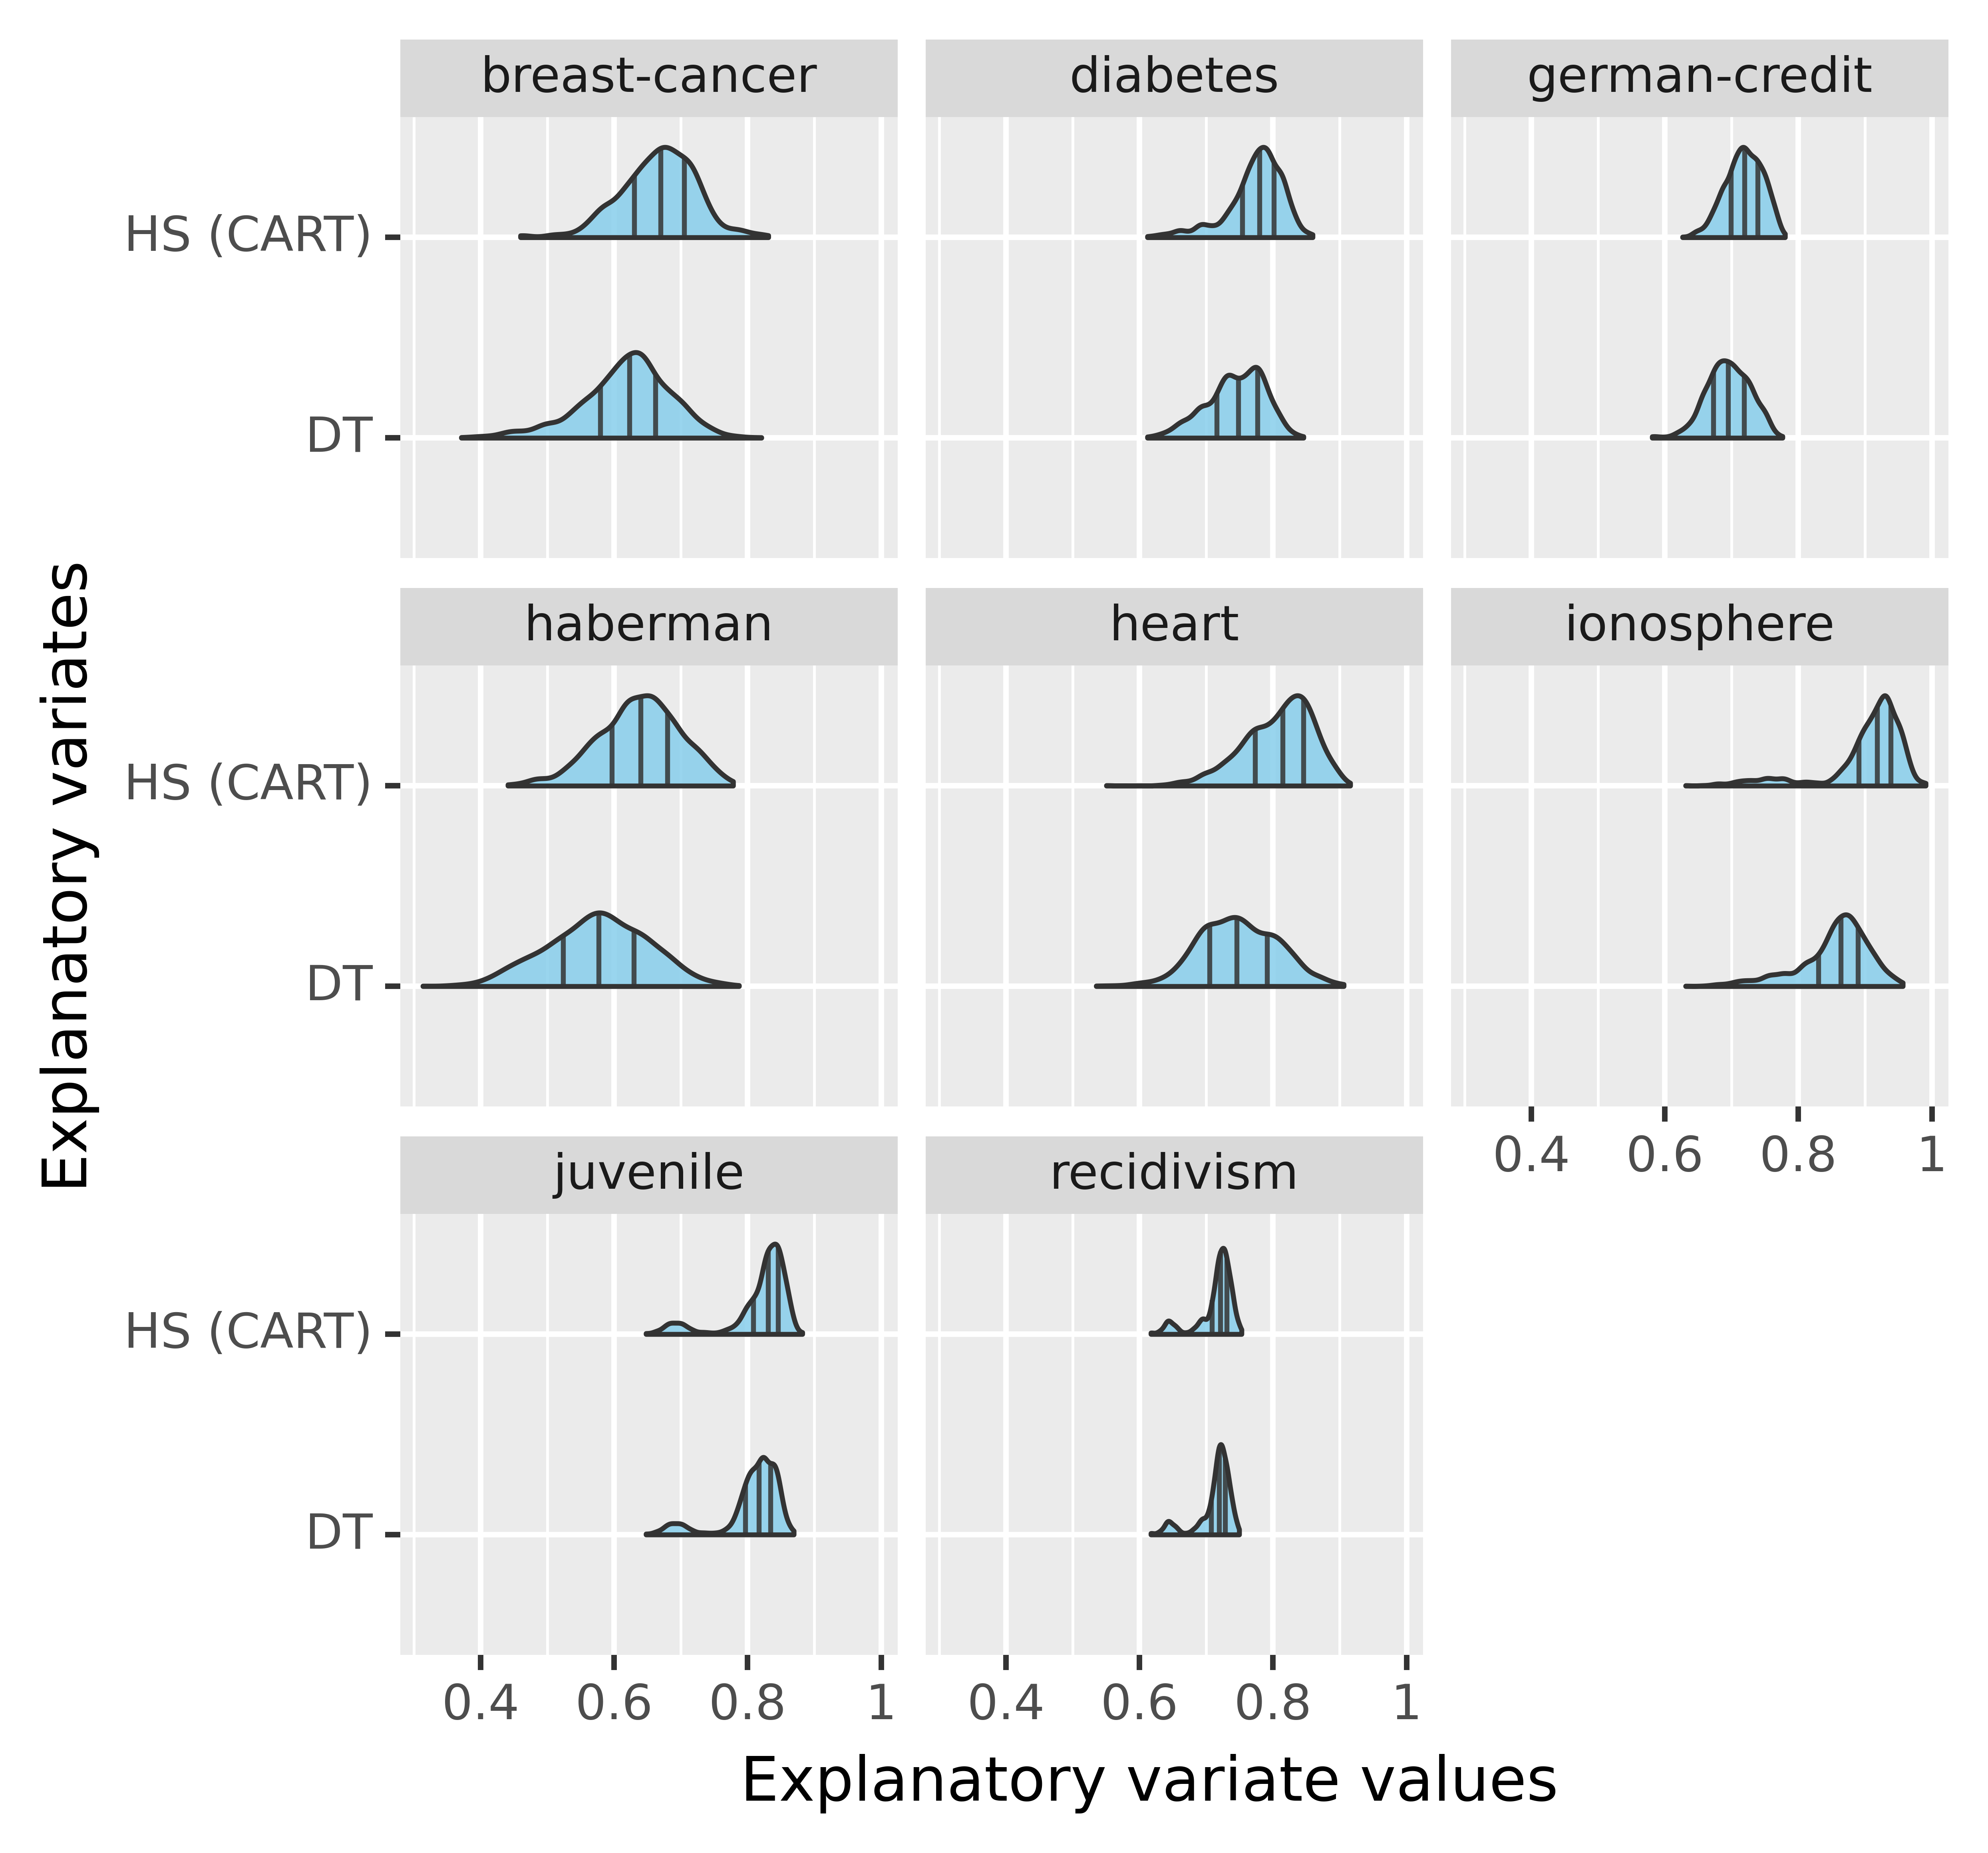 breast-cancer
diabetes
german-credit
HS (CART)
DT
haberman
heart
ionosphere
HS (CART)
DT
0.4 0.6 0.8 1
juvenile
recidivism
HS (CART)
DT
0.4 0.6 0.8 1
0.4 0.6 0.8 1
Explanatory variates
Explanatory variate values